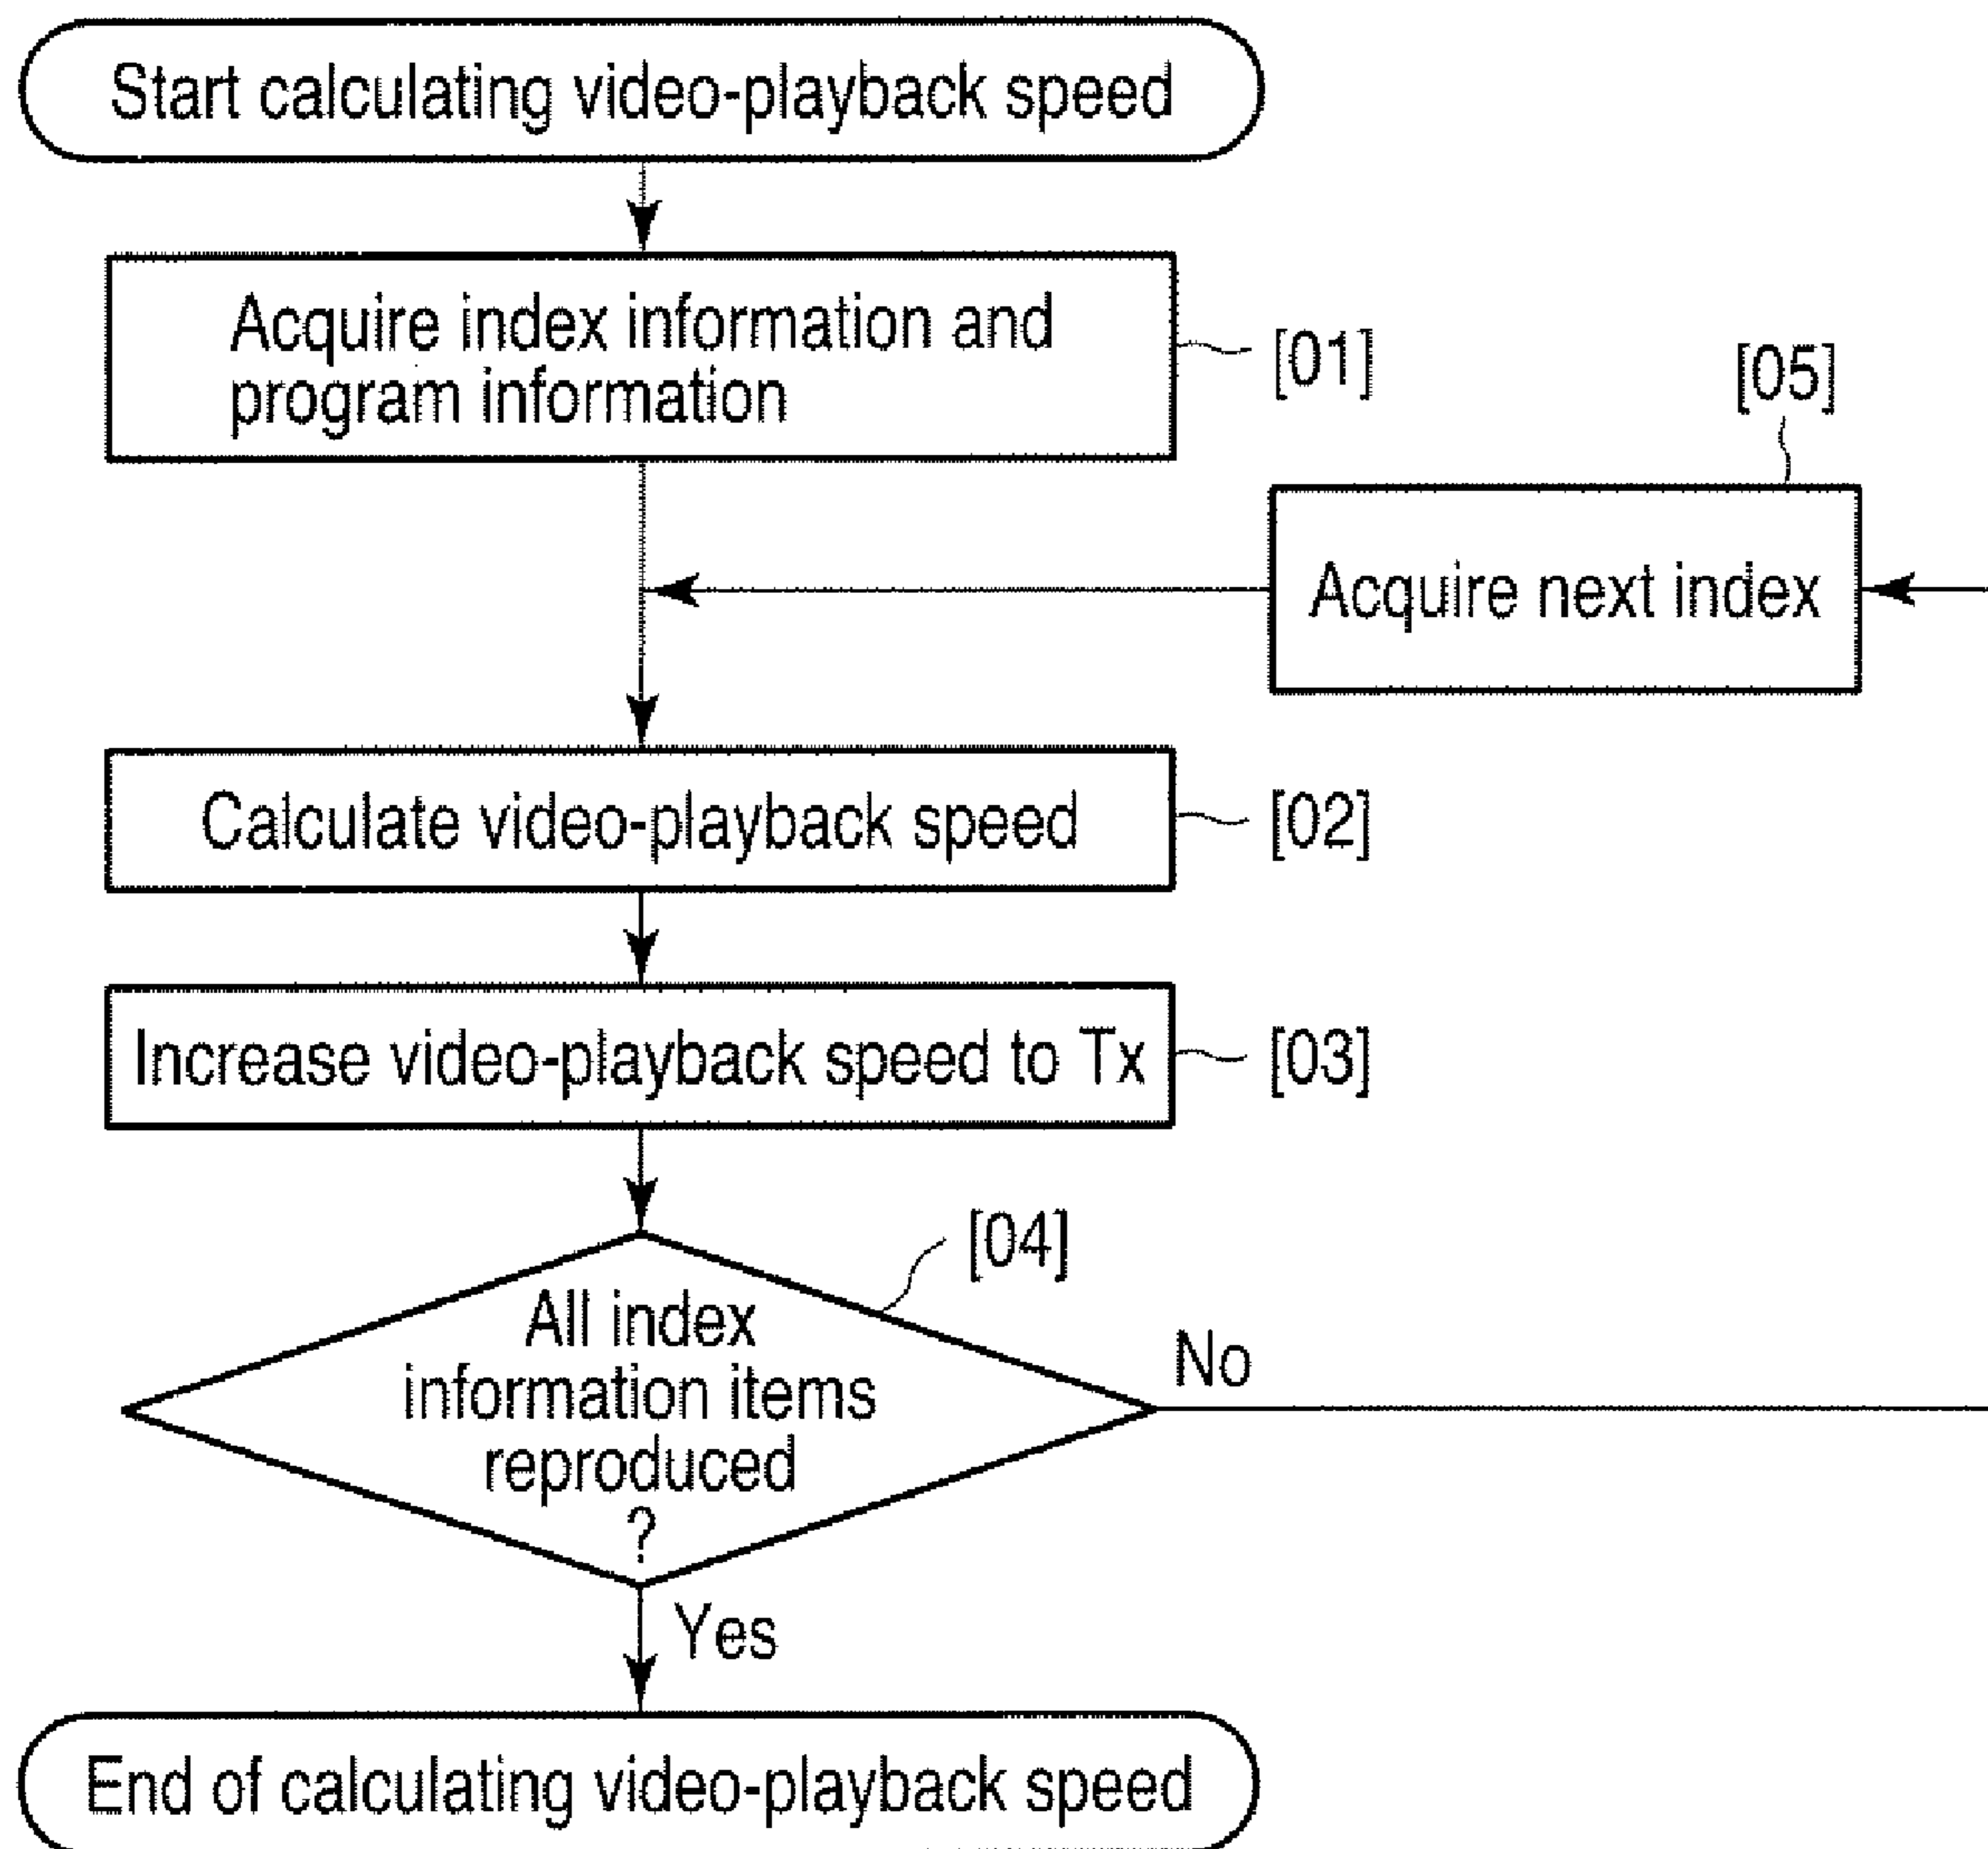 Start calculating video-playback speed
Acquire index information and
program information
[01]
[05]
Acquire next index
Calculate video-playback speed
[02]
Increase video-playback speed to Tx
[03]
[04]
All index
information items
reproduced
?
No
Yes
End of calculating video-playback speed